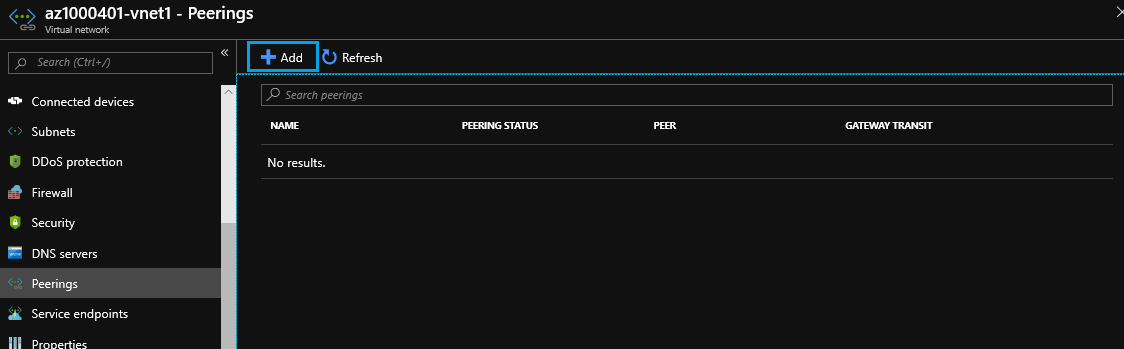 az1000401-vnet1 - Peerings
Virtual network
Search (Ctrl+/)
«
Connected devices
Subnets
DDoS protection
Firewall
Security
DNS servers
Peerings
Service endpoints
Properties
Add
Refresh
Search peerings
NAME PEERING STATUS PEER GATEWAY TRANSIT
No results.